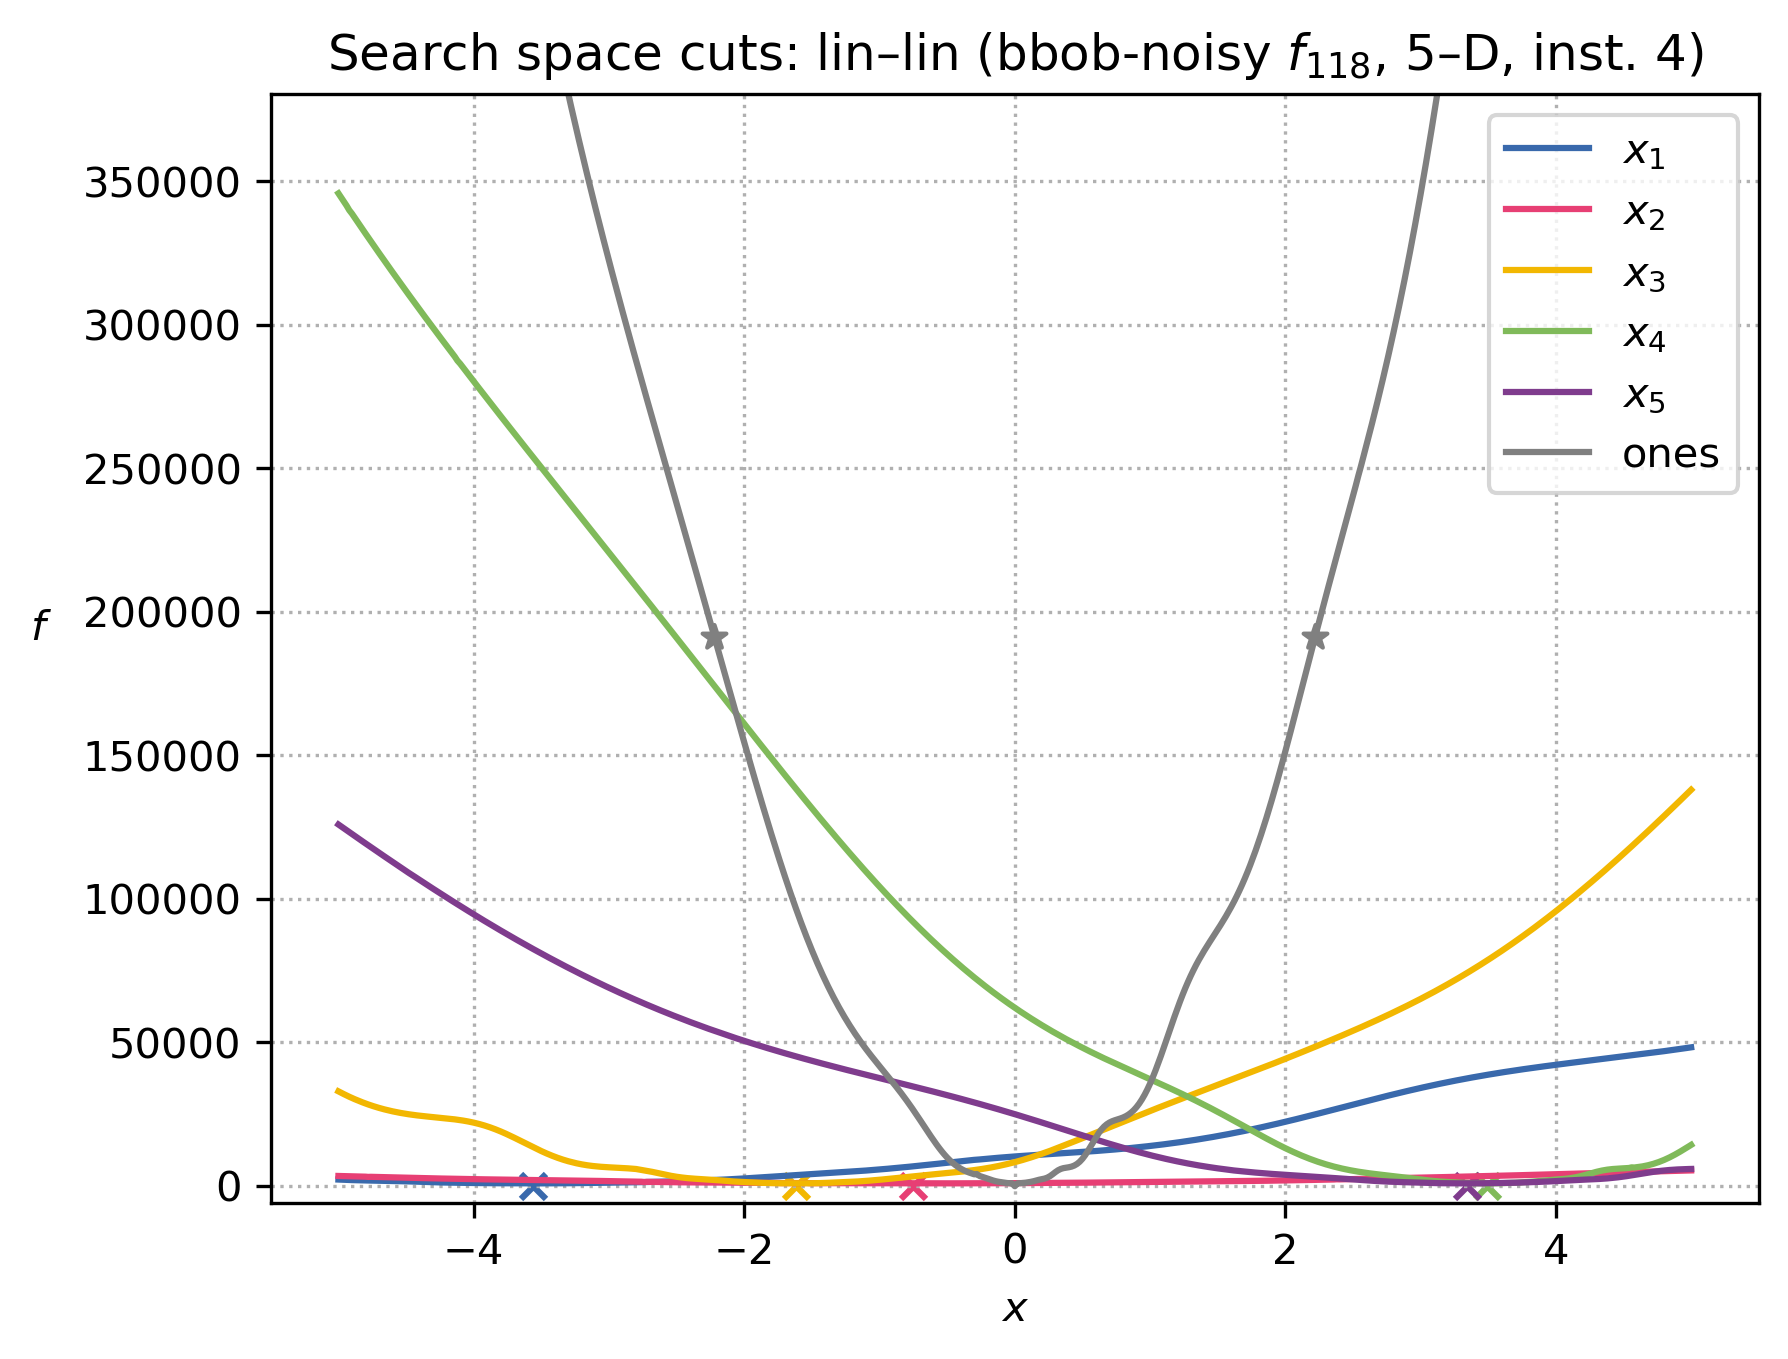 Search space cuts: lin–lin (bbob-noisy f118, 5–D, inst. 4)
x1
x2
x3
x4
x5
ones
350000
300000
250000
200000
150000
100000
50000
0
f
−4 −2 0 2 4
x